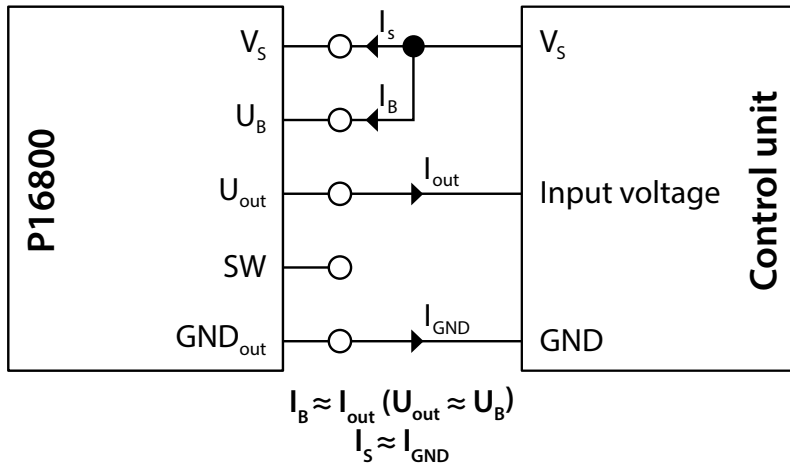 V_S I_s V_S
U_B I_B
U_out I_out Input voltage
SW
GND_out I_GND GND
P16800
Control unit
I_B ≈ I_out (U_out ≈ U_B)
I_S ≈ I_GND